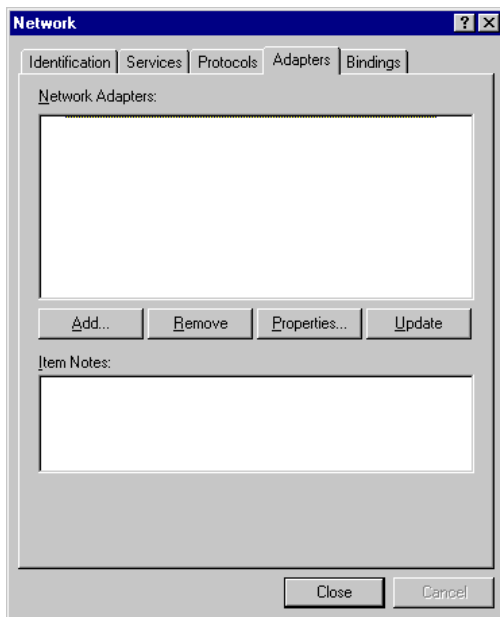 Network
Identification Services Protocols Adapters Bindings
Network Adapters:
Add... Remove Properties... Update
Item Notes:
Close Cancel